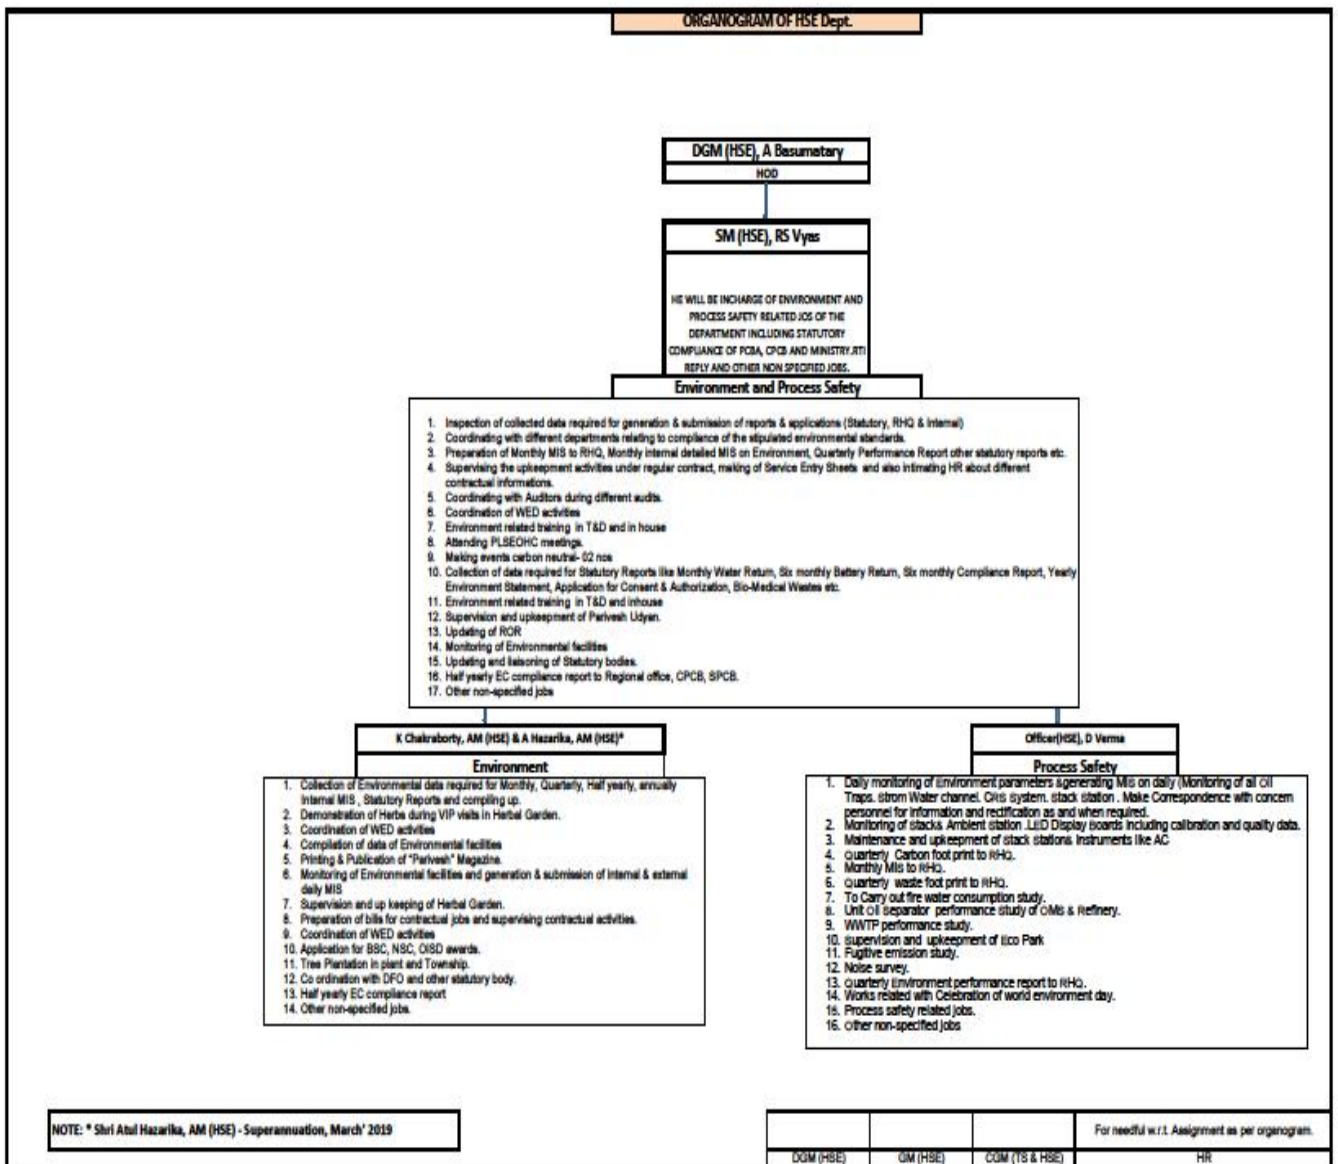 ORGANOGRAM OF HSE Dept.
DGM (HSE), A Basumatary
HOD
SM (HSE), RS Vyas
HE WILL BE INCHARGE OF ENVIRONMENT AND
PROCESS SAFETY RELATED JOS OF THE
DEPARTMENT INCLUDING STATUTORY
COMPLIANCE OF PCBA, CPCB AND MINISTRY.RTI
REPLY AND OTHER NON SPECIFIED JOBS.
Environment and Process Safety
1. Inspection of collected data required for generation & submission of reports & applications (Statutory, RHQ & Internal)
2. Coordinating with different departments relating to compliance of the stipulated environmental standards.
3. Preparation of Monthly MIS to RHQ, Monthly internal detailed MIS on Environment, Quarterly Performance Report other statutory reports etc.
4. Supervising the upkeepment activities under regular contract, making of Service Entry Sheets and also intimating HR about different
contractual informations.
5. Coordinating with Auditors during different audits.
6. Coordination of WED activities
7. Environment related training in T&D and in house
8. Attending PLSEOHC meetings.
9. Making events carbon neutral- 02 nos
10. Collection of data required for Statutory Reports like Monthly Water Return, Six monthly Battery Return, Six monthly Compliance Report, Yearly
Environment Statement, Application for Consent & Authorization, Bio-Medical Wastes etc.
11. Environment related training in T&D and inhouse
12. Supervision and upkeepment of Parivesh Udyan.
13. Updating of ROR
14. Monitoring of Environmental facilities
15. Updating and liaisoning of Statutory bodies.
16. Half yearly EC compliance report to Regional office, CPCB, SPCB.
17. Other non-specified jobs
K Chakraborty, AM (HSE) & A Hazarika, AM (HSE)*
Environment
1. Collection of Environmental data required for Monthly, Quarterly, Half yearly, annually
Internal MIS , Statutory Reports and compiling up.
2. Demonstration of Herbs during VIP visits in Herbal Garden.
3. Coordination of WED activities
4. Compilation of data of Environmental facilities
5. Printing & Publication of "Parivesh" Magazine.
6. Monitoring of Environmental facilities and generation & submission of internal & external
daily MIS
7. Supervision and up keeping of Herbal Garden.
8. Preparation of bills for contractual jobs and supervising contractual activities.
9. Coordination of WED activities
10. Application for BSC, NSC, OISD awards.
11. Tree Plantation in plant and Township.
12. Co ordination with DFO and other statutory body.
13. Half yearly EC compliance report
14. Other non-specified jobs.
Officer(HSE), D Verma
Process Safety
1. Daily monitoring of Environment parameters &generating MIS on daily (Monitoring of all Oil
Traps. strom Water channel. CRS system. stack station . Make Correspondence with concern
personnel for information and rectification as and when required.
2. Monitoring of stacks Ambient station .LED Display Boards including calibration and quality data.
3. Maintenance and upkeepment of stack stations instruments like AC
4. Quarterly Carbon foot print to RHQ.
5. Monthly MIS to RHQ.
6. Quarterly waste foot print to RHQ.
7. To Carry out fire water consumption study.
8. Unit Oil separator performance study of OMS & Refinery.
9. WWTP performance study.
10. Supervision and upkeepment of Eco Park
11. Fugitive emission study.
12. Noise survey.
13. Quarterly Environment performance report to RHQ.
14. Works related with Celebration of world environment day.
15. Process safety related jobs.
16. Other non-specified jobs
NOTE: * Shri Atul Hazarika, AM (HSE) - Superannuation, March' 2019
For needful w.r.t. Assignment as per organogram.
DGM (HSE) GM (HSE) CGM (TS & HSE) HR